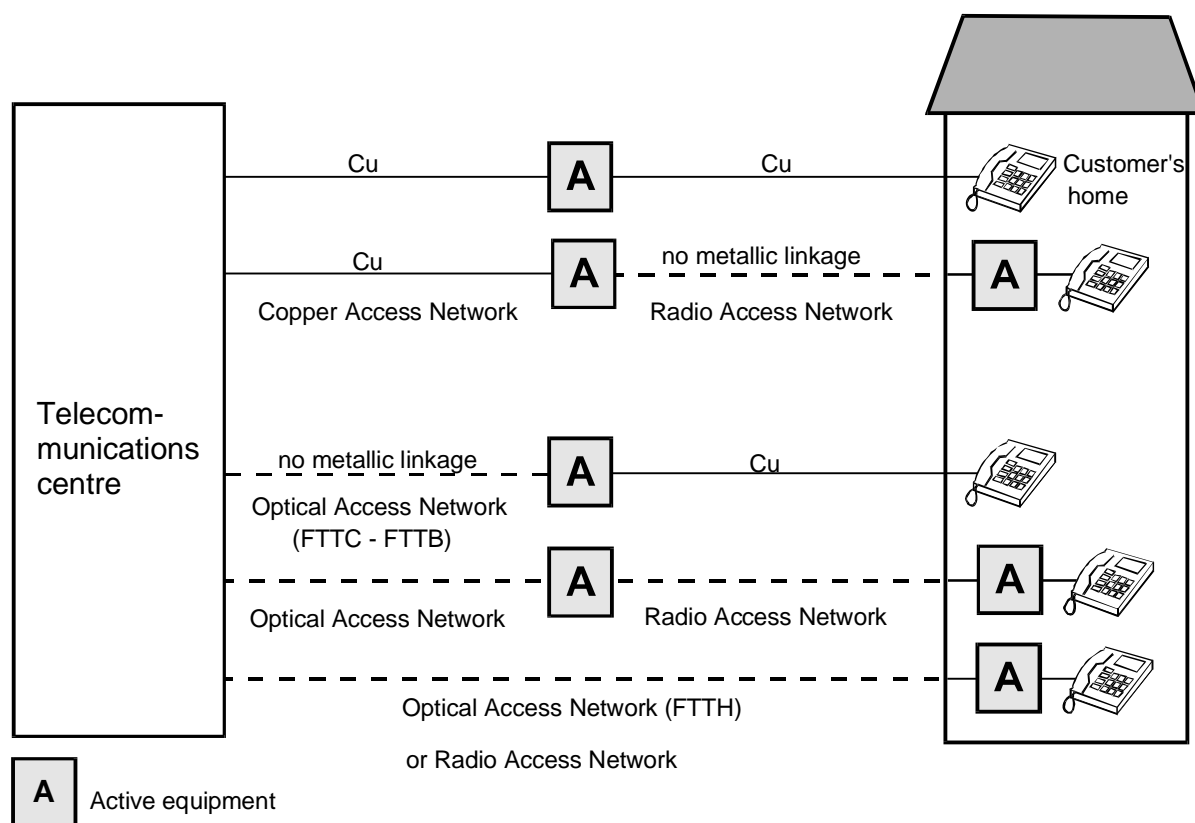 Cu
A
Cu
Customer's
home
Cu
A
no metallic linkage
A
Copper Access Network
Radio Access Network
Telecom-
munications
centre
no metallic linkage
A
Cu
Optical Access Network
(FTTC - FTTB)
A
A
Optical Access Network
Radio Access Network
A
Optical Access Network (FTTH)
or Radio Access Network
A
Active equipment